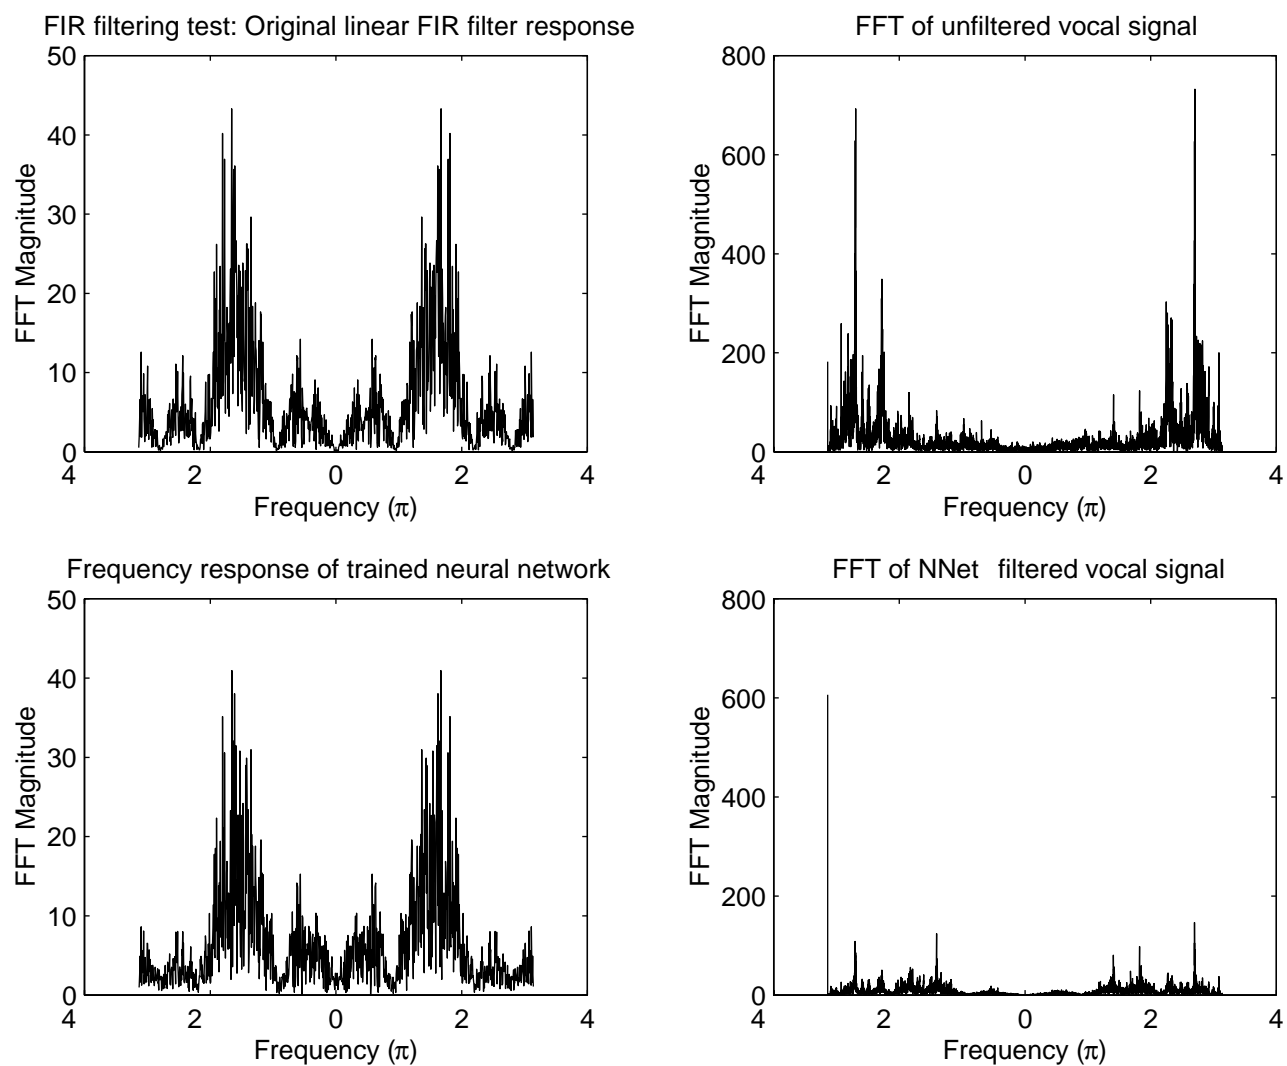 FIR filtering test: Original linear FIR filter response
50
40
30
20
10
0
FFT Magnitude
4 2 0 2 4
Frequency (π)
FFT of unfiltered vocal signal
800
600
400
200
0
FFT Magnitude
4 2 0 2 4
Frequency (π)
Frequency response of trained neural network
50
40
30
20
10
0
FFT Magnitude
4 2 0 2 4
Frequency (π)
FFT of NNet filtered vocal signal
800
600
400
200
0
FFT Magnitude
4 2 0 2 4
Frequency (π)